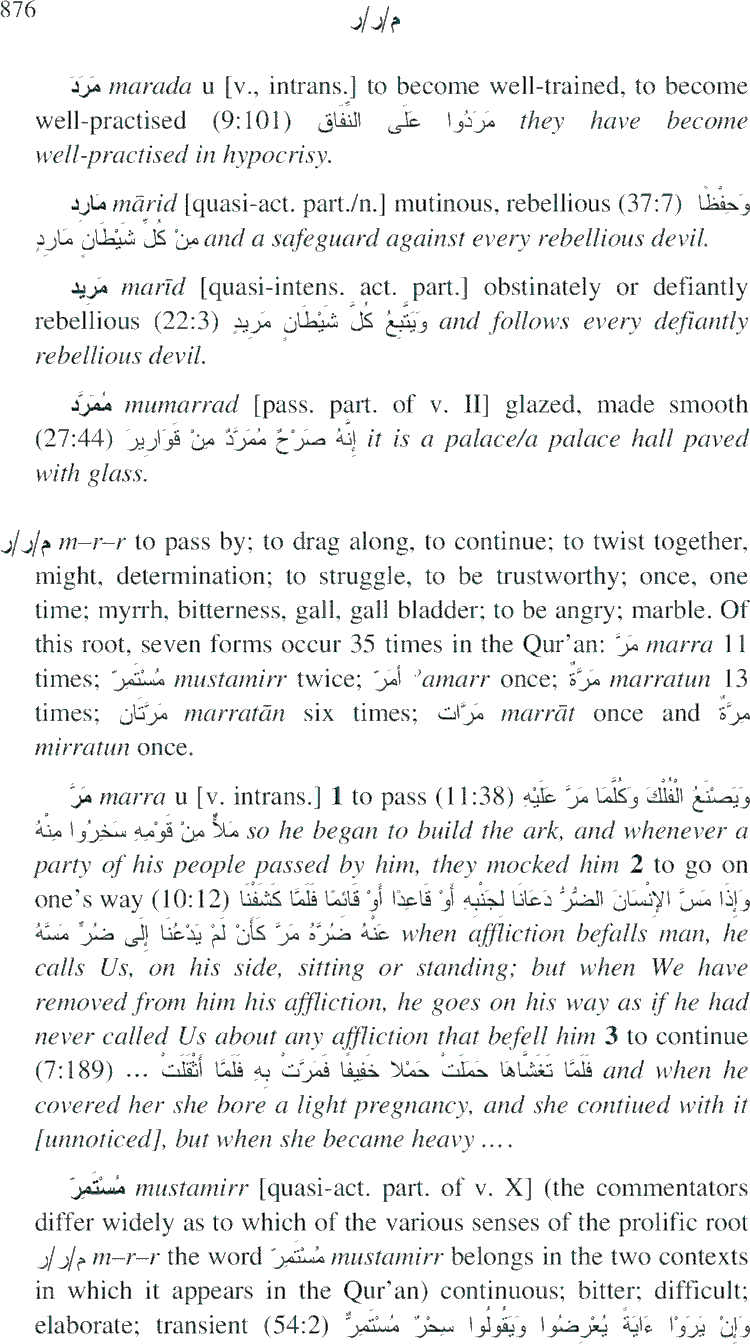 876
م/ر/ر
مَرَدَ marada u [v., intrans.] to become well-trained, to become
well-practised (9:101) مَرَدُوا عَلَى النِّفَاق they have become
well-practised in hypocrisy.
مَارِد mārid [quasi-act. part./n.] mutinous, rebellious (37:7) وَحِفْظًا
مِنْ كُلِّ شَيْطَانٍ مَارِدٍ and a safeguard against every rebellious devil.
مَرِيد marīd [quasi-intens. act. part.] obstinately or defiantly
rebellious (22:3) وَيَتَّبِعُ كُلَّ شَيْطَانٍ مَرِيدٍ and follows every defiantly
rebellious devil.
مُمَرَّد mumarrad [pass. part. of v. II] glazed, made smooth
(27:44) إِنَّهُ صَرْحٌ مُمَرَّدٌ مِنْ قَوَارِيرَ it is a palace/a palace hall paved
with glass.
م/ر/ر m–r–r to pass by; to drag along, to continue; to twist together,
might, determination; to struggle, to be trustworthy; once, one
time; myrrh, bitterness, gall, gall bladder; to be angry; marble. Of
this root, seven forms occur 35 times in the Qur'an: مَرَّ marra 11
times; مُسْتَمِرّ mustamirr twice; أمَرّ ʾamarr once; مَرَّةٌ marratun 13
times; مَرَّتَان marratān six times; مَرَّات marrāt once and مِرَّةٌ
mirratun once.
مَرَّ marra u [v. intrans.] 1 to pass (11:38) وَيَصْنَعُ الْفُلْكَ وَكُلَّمَا مَرَّ عَلَيْهِ
مَلأٌ مِنْ قَوْمِهِ سَخِرُوا مِنْهُ so he began to build the ark, and whenever a
party of his people passed by him, they mocked him 2 to go on
one's way (10:12) وَإِذَا مَسَّ الإِنْسَانَ الضُّرُّ دَعَانَا لِجَنْبِهِ أَوْ قَاعِدًا أَوْ قَائِمًا فَلَمَّا كَشَفْنَا
عَنْهُ ضُرَّهُ مَرَّ كَأَنْ لَمْ يَدْعُنَا إِلَى ضُرٍّ مَسَّهُ when affliction befalls man, he
calls Us, on his side, sitting or standing; but when We have
removed from him his affliction, he goes on his way as if he had
never called Us about any affliction that befell him 3 to continue
(7:189) ... فَلَمَّا تَغَشَّاهَا حَمَلَتْ حَمْلا خَفِيفًا فَمَرَّتْ بِهِ فَلَمَّا أَثْقَلَتْ and when he
covered her she bore a light pregnancy, and she contiued with it
[unnoticed], but when she became heavy ....
مُسْتَمِرّ mustamirr [quasi-act. part. of v. X] (the commentators
differ widely as to which of the various senses of the prolific root
م/ر/ر m–r–r the word مُسْتَمِرّ mustamirr belongs in the two contexts
in which it appears in the Qur'an) continuous; bitter; difficult;
elaborate; transient (54:2) وَإِنْ يَرَوْا ءَايَةً يُعْرِضُوا وَيَقُولُوا سِحْرٌ مُسْتَمِرٌّ